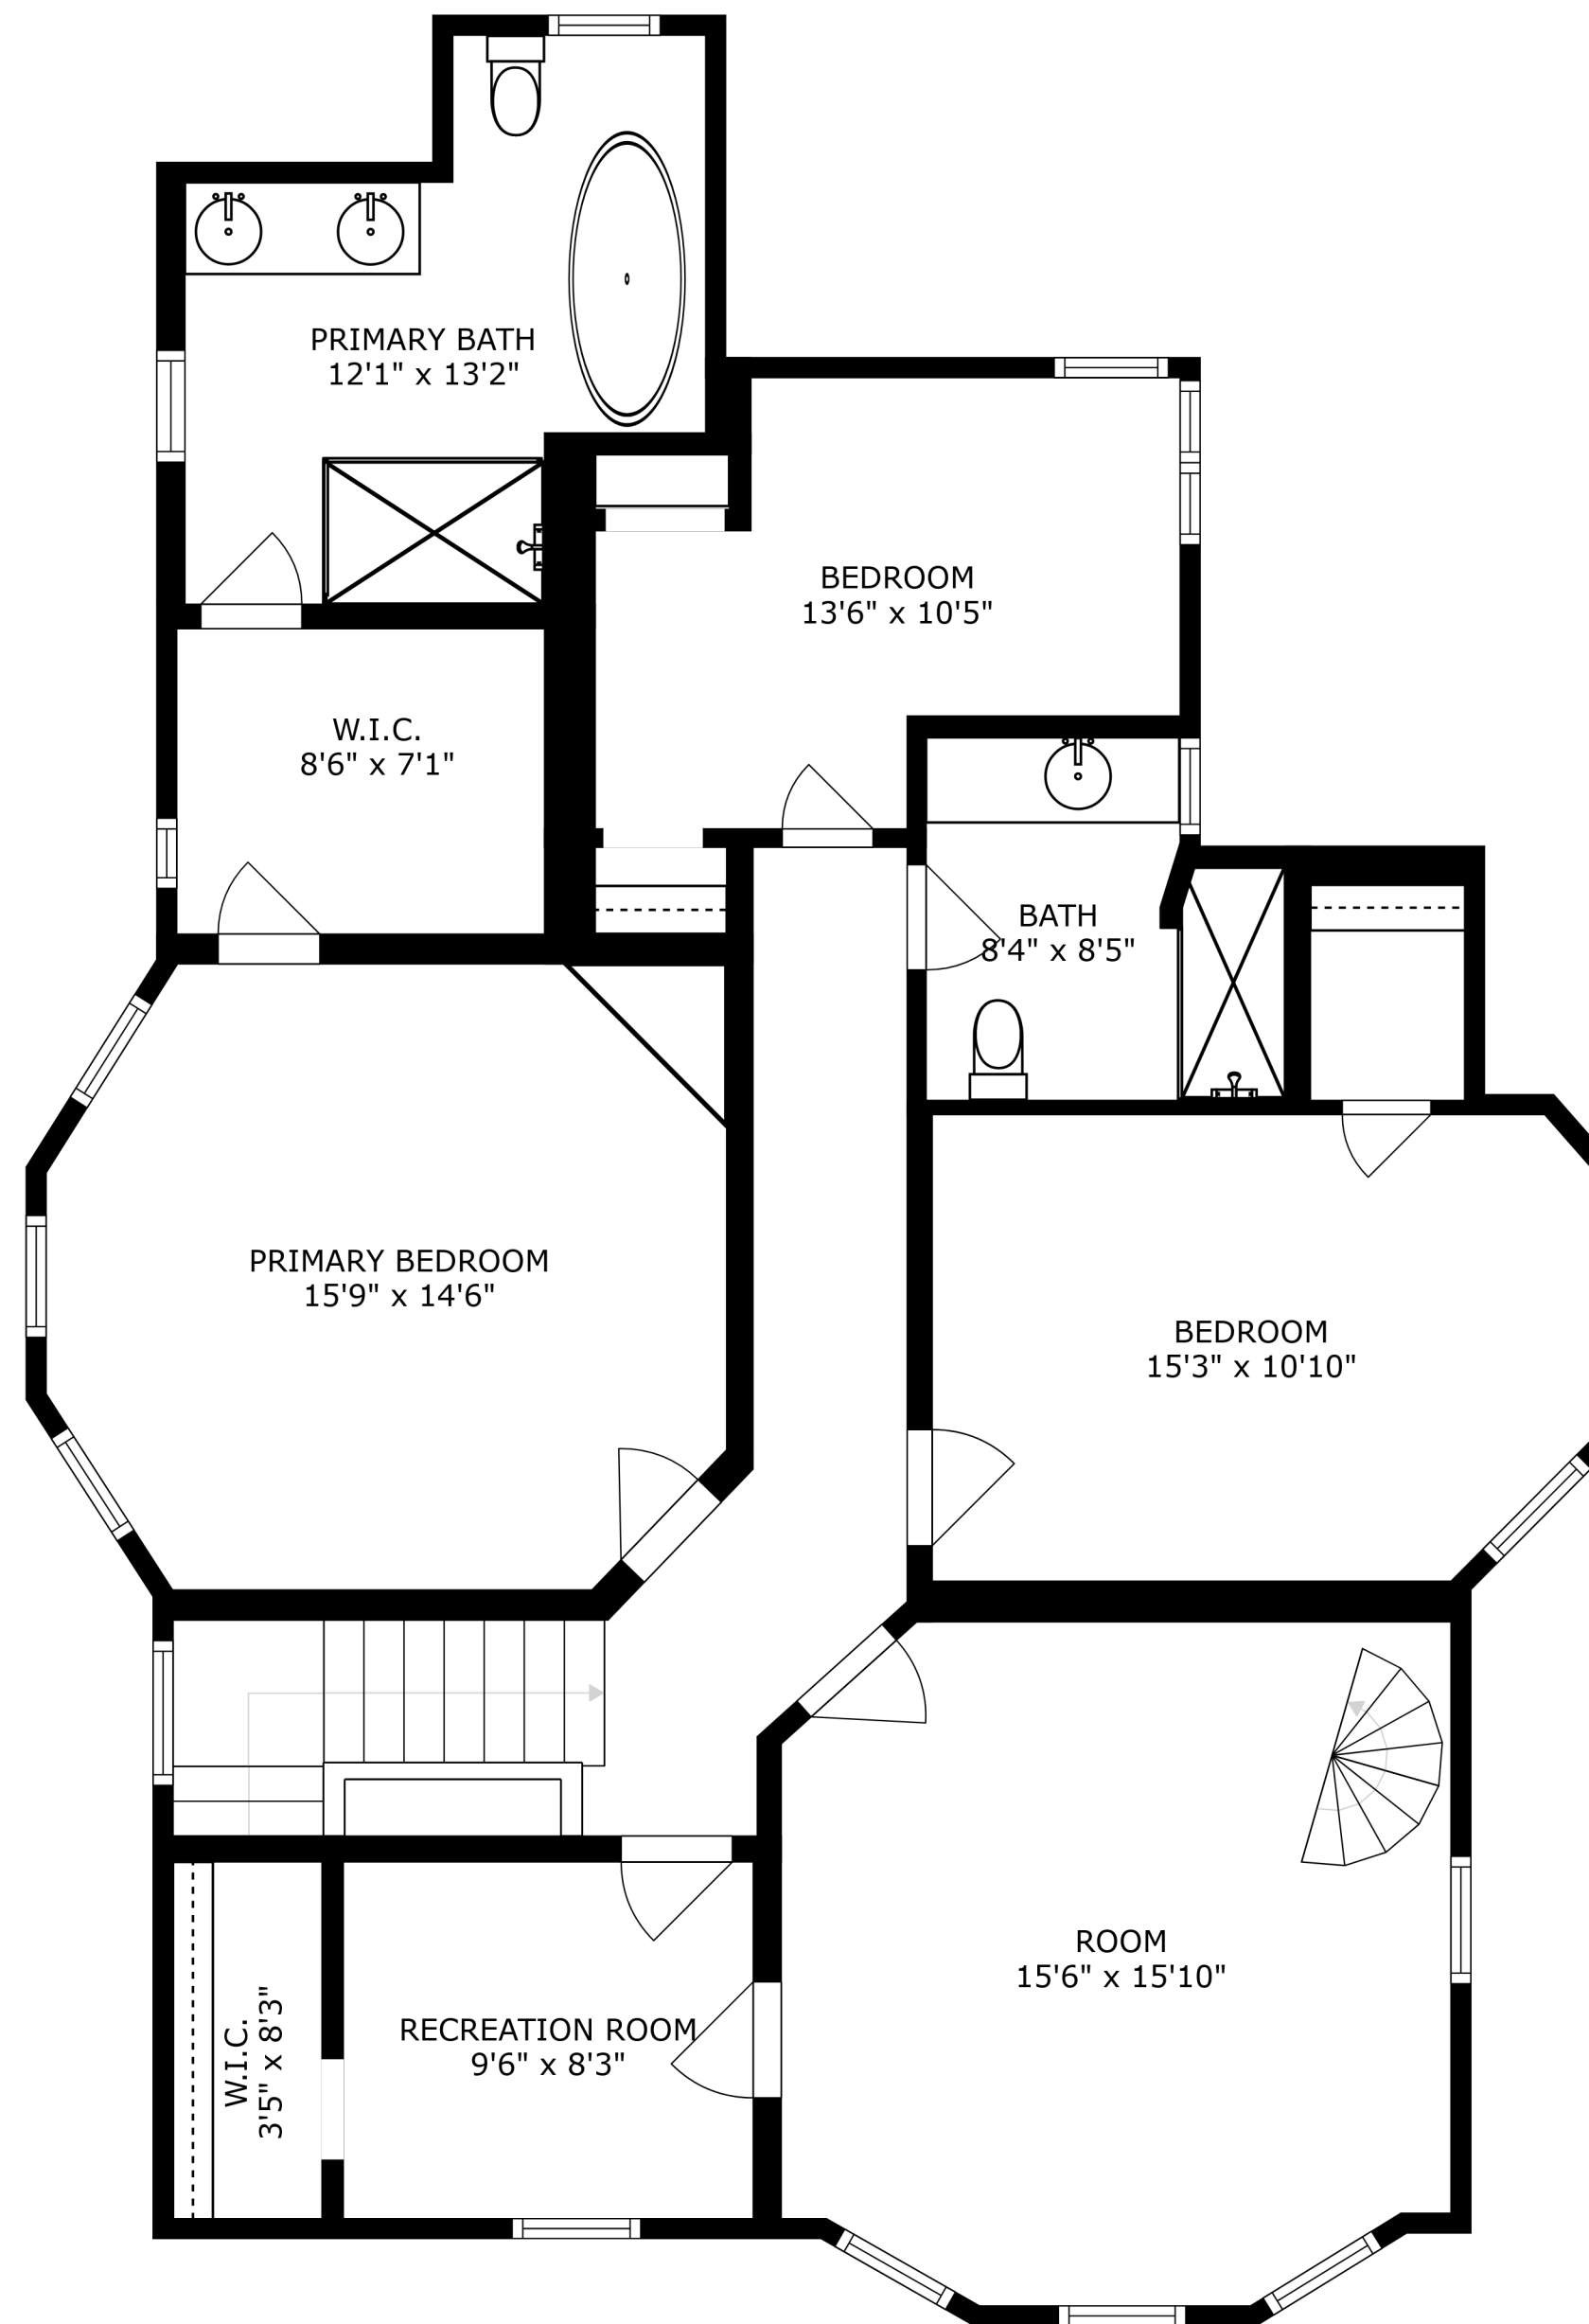 PRIMARY BATH
12'1" x 13'2"
BEDROOM
13'6" x 10'5"
W.I.C.
8'6" x 7'1"
BATH
8'4" x 8'5"
PRIMARY BEDROOM
15'9" x 14'6"
BEDROOM
15'3" x 10'10"
ROOM
15'6" x 15'10"
RECREATION ROOM
9'6" x 8'3"
W.I.C.
3'5" x 8'3"